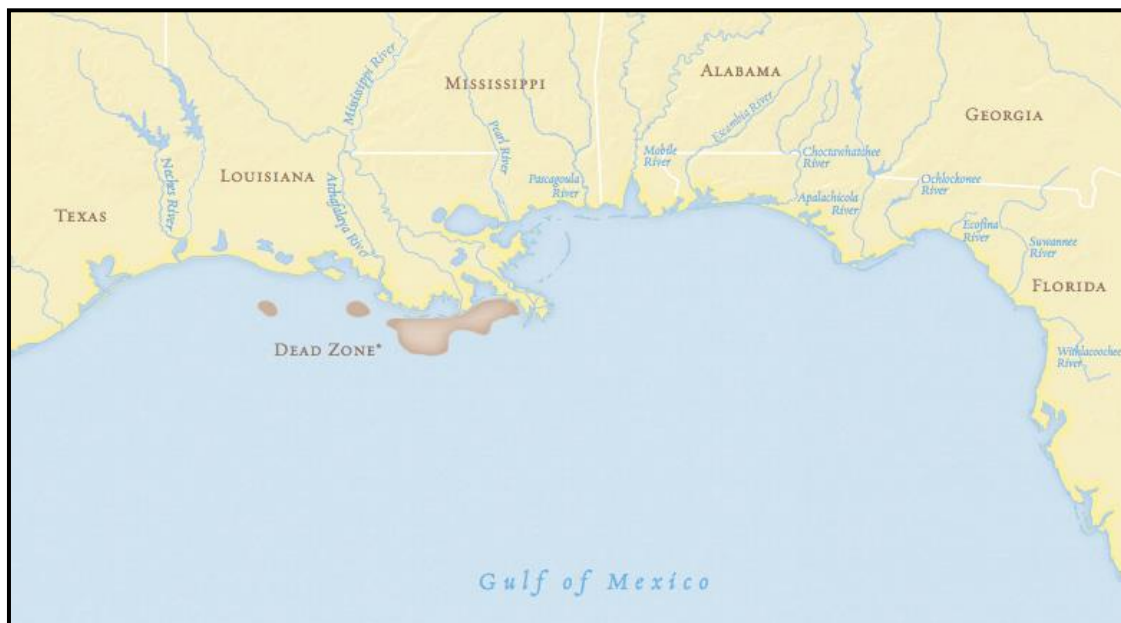 Mississippi River
Mississippi
Alabama
Georgia
Escambia River
Pearl River
Neches River
Louisiana
Atchafalaya River
Pascagoula
River
Mobile
River
Choctawhatchee
River
Apalachicola
River
Ochlockonee
River
Texas
Ecofina
River
Suwannee
River
Florida
Dead Zone*
Withlacoochee
River
Gulf of Mexico